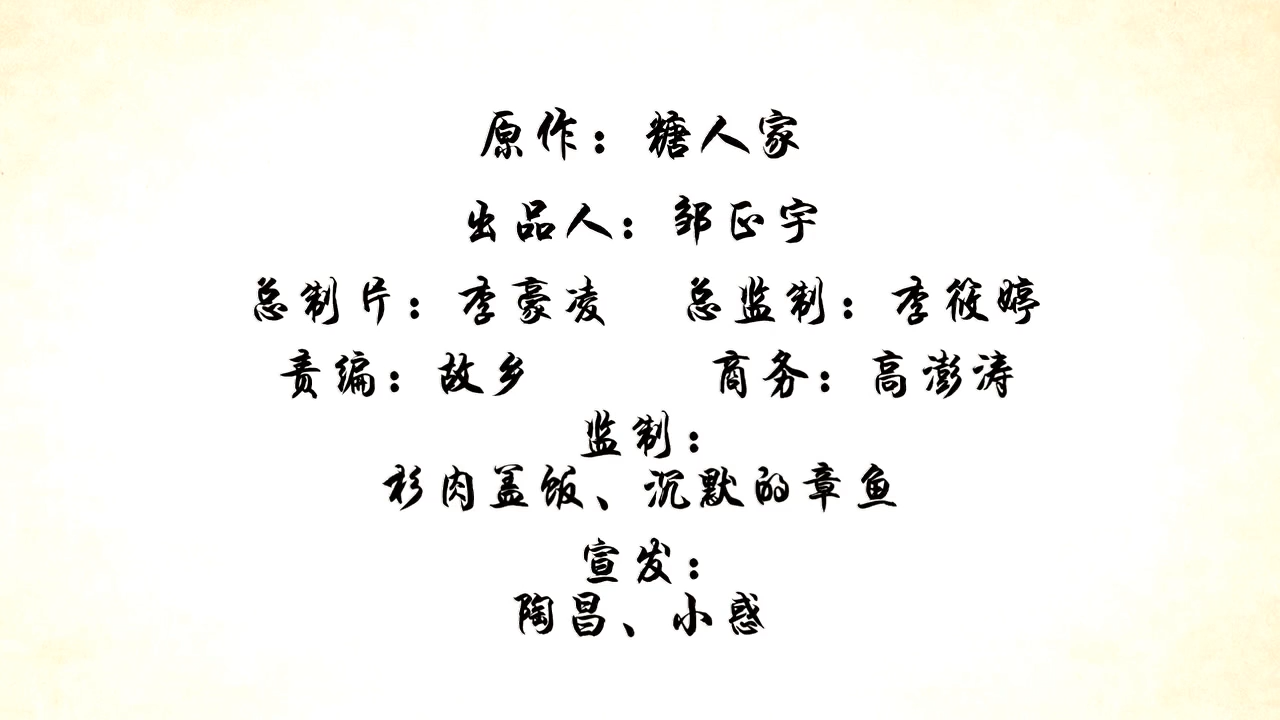 原作：糖人家
出品人：邹正宇
总制片：李豪凌 总监制：李筱婷
责编：故乡 商务：高澎涛
监制：
衫肉盖饭、沉默的章鱼
宣发：
陶昌、小惑